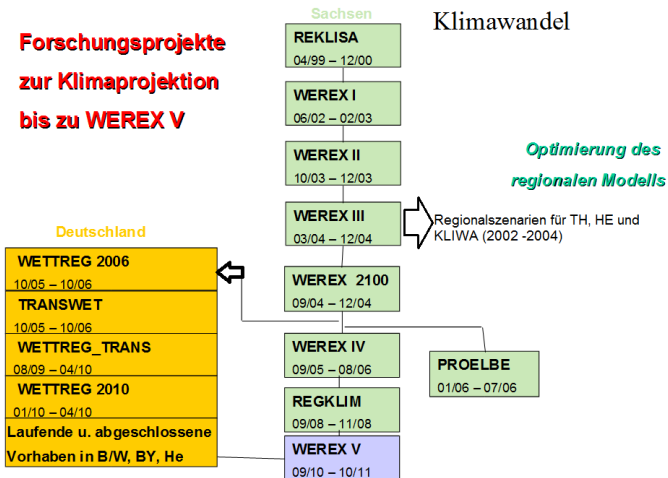 Sachsen
Klimawandel
Forschungsprojekte
zur Klimaprojektion
bis zu WEREX V
REKLISA
04/99 – 12/00
WEREX I
06/02 – 02/03
WEREX II
10/03 – 12/03
Optimierung des
regionalen Modells
WEREX III
03/04 – 12/04
Regionalszenarien für TH, HE und
KLIWA (2002 -2004)
Deutschland
WETTREG 2006
10/05 – 10/06
TRANSWET
10/05 – 10/06
WETTREG_TRANS
08/09 – 04/10
WETTREG 2010
01/10 – 04/10
Laufende u. abgeschlossene
Vorhaben in B/W, BY, He
WEREX 2100
09/04 – 12/04
WEREX IV
09/05 – 08/06
PROELBE
01/06 – 07/06
REGKLIM
09/08 – 11/08
WEREX V
09/10 – 10/11